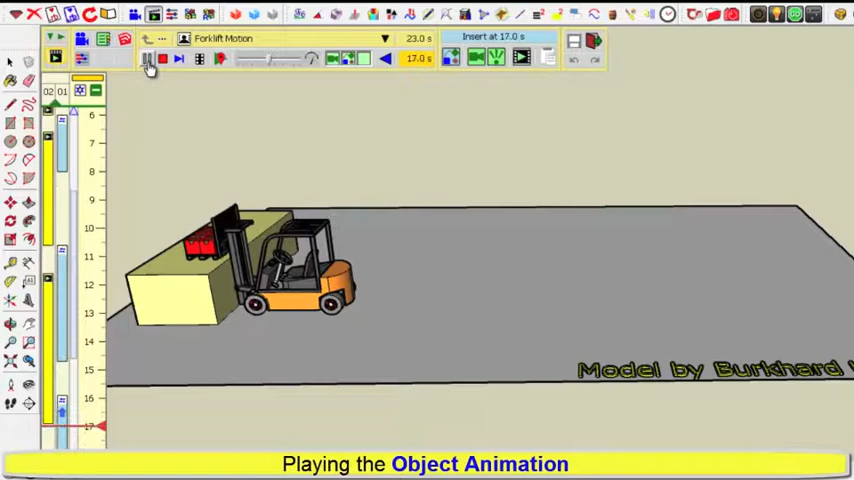 Forklift Motion
23.0 s
Insert at 17.0 s
17.0 s
02 01
6
7
8
9
10
11
12
13
14
15
16
17
Model by Burkhard
Playing the Object Animation